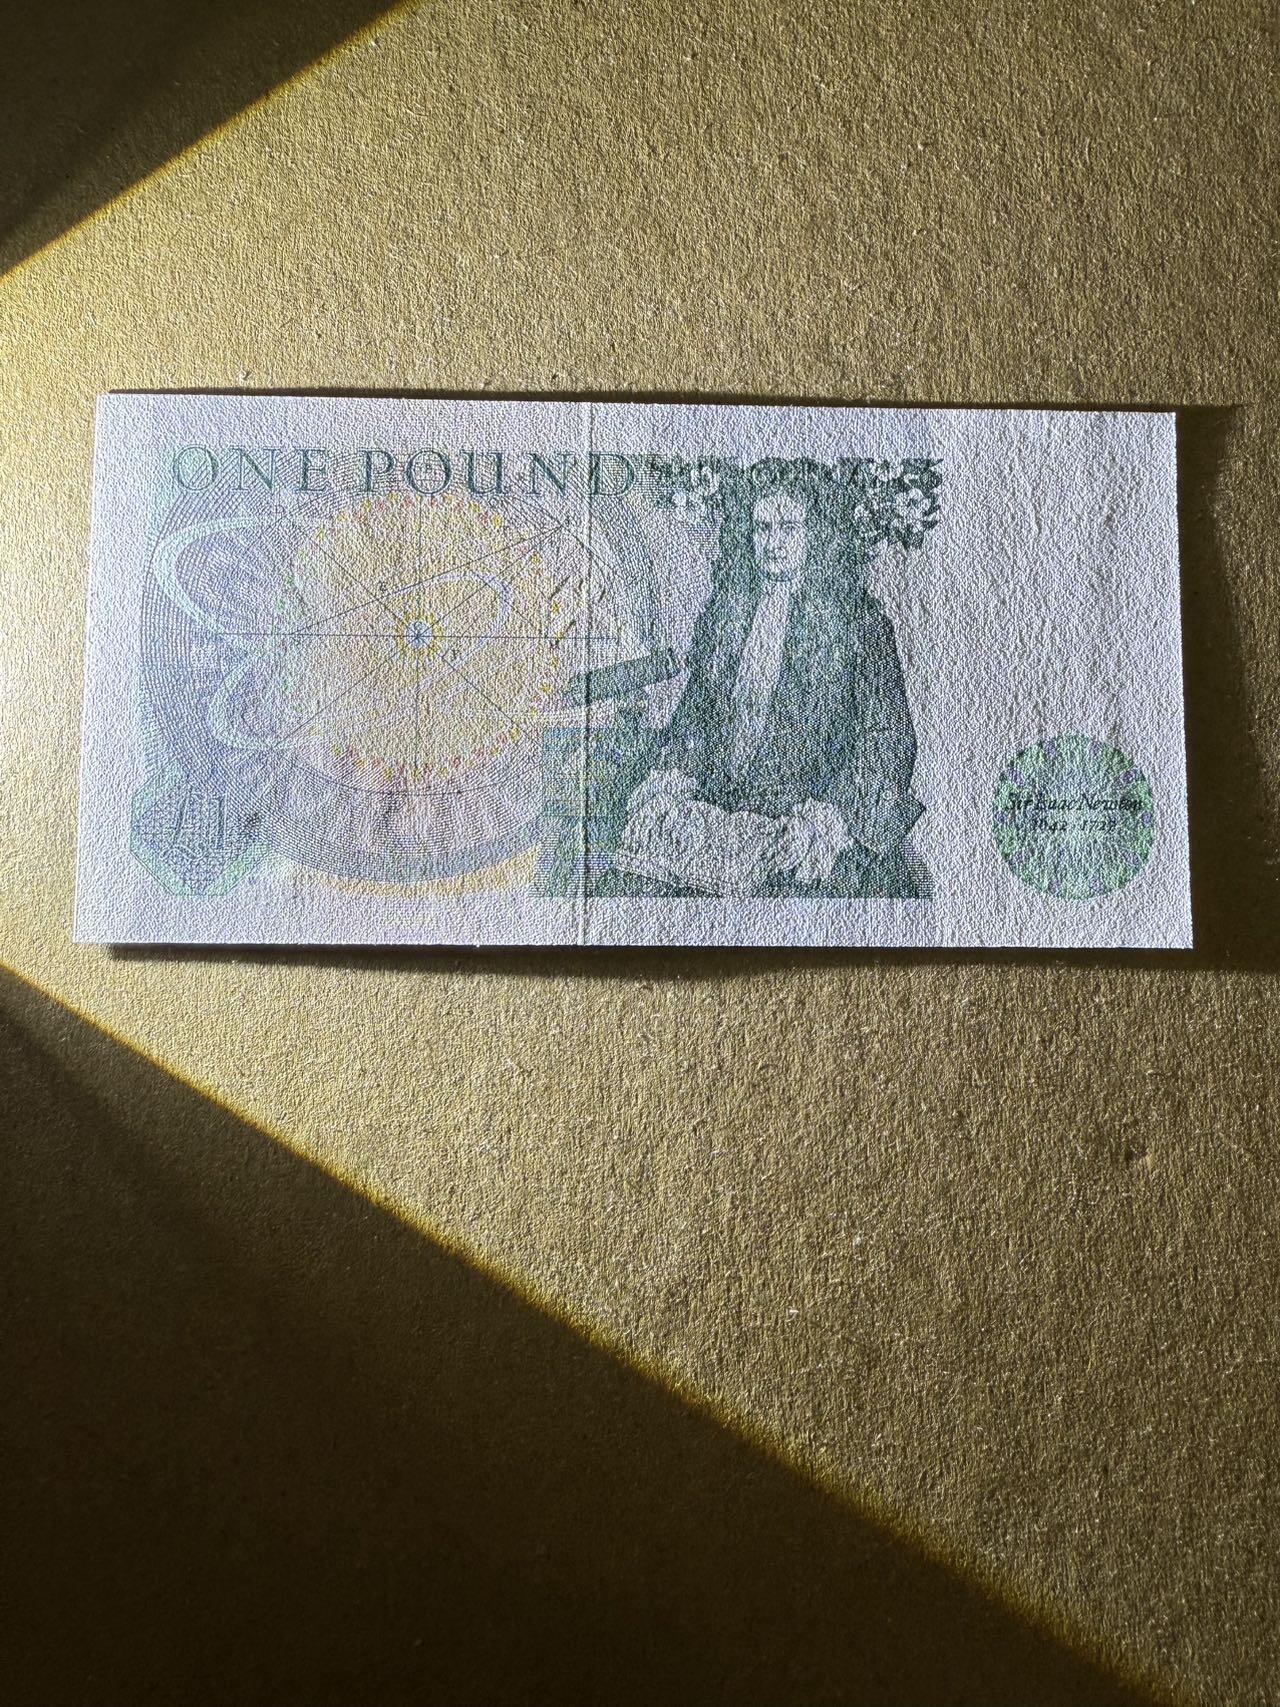 ONE POUND
£1
Sir Isaac Newton
1642-1727